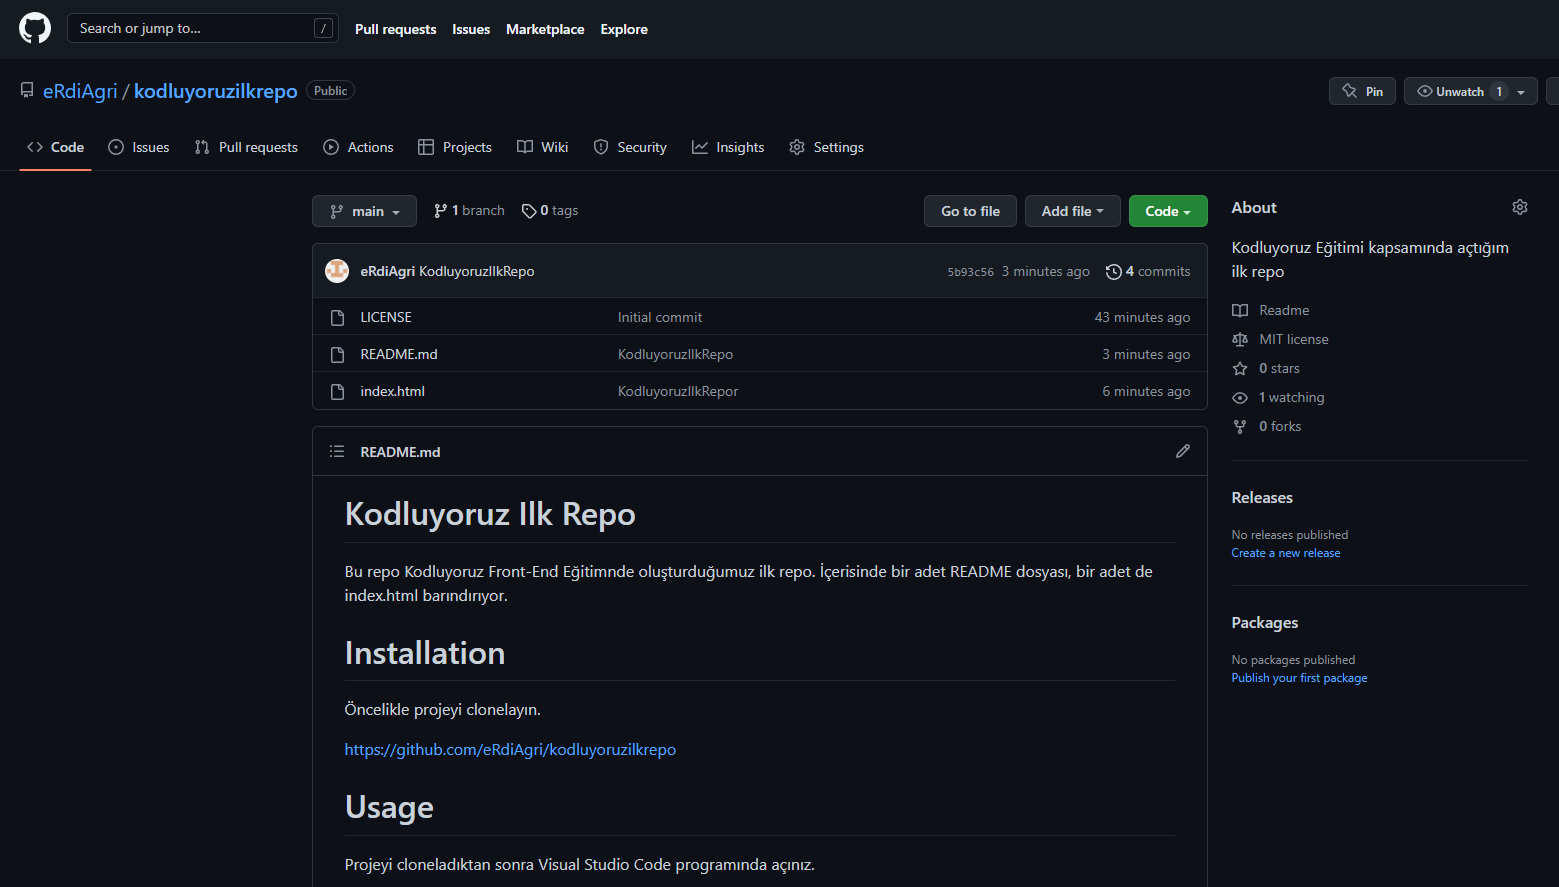 Search or jump to... /
Pull requests Issues Marketplace Explore
eRdiAgri / kodluyoruzilkrepo Public
Pin Unwatch 1
Code Issues Pull requests Actions Projects Wiki Security Insights Settings
main 1 branch 0 tags Go to file Add file Code
eRdiAgri KodluyoruzIlkRepo 5b93c56 3 minutes ago 4 commits
LICENSE Initial commit 43 minutes ago
README.md KodluyoruzIlkRepo 3 minutes ago
index.html KodluyoruzIlkRepor 6 minutes ago
README.md
Kodluyoruz Ilk Repo
Bu repo Kodluyoruz Front-End Eğitimnde oluşturduğumuz ilk repo. İçerisinde bir adet README dosyası, bir adet de
index.html barındırıyor.
Installation
Öncelikle projeyi clonelayın.
https://github.com/eRdiAgri/kodluyoruzilkrepo
Usage
Projeyi cloneladıktan sonra Visual Studio Code programında açınız.
About
Kodluyoruz Eğitimi kapsamında açtığım
ilk repo
Readme
MIT license
0 stars
1 watching
0 forks
Releases
No releases published
Create a new release
Packages
No packages published
Publish your first package